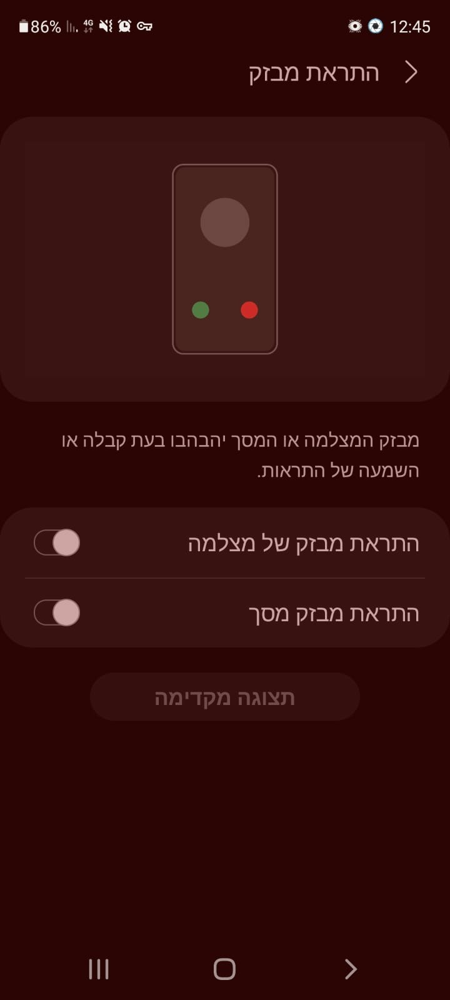 86% 4G 12:45
התראת מבזק
מבזק המצלמה או המסך יהבהבו בעת קבלה או
השמעה של התראות.
התראת מבזק של מצלמה
התראת מבזק מסך
תצוגה מקדימה